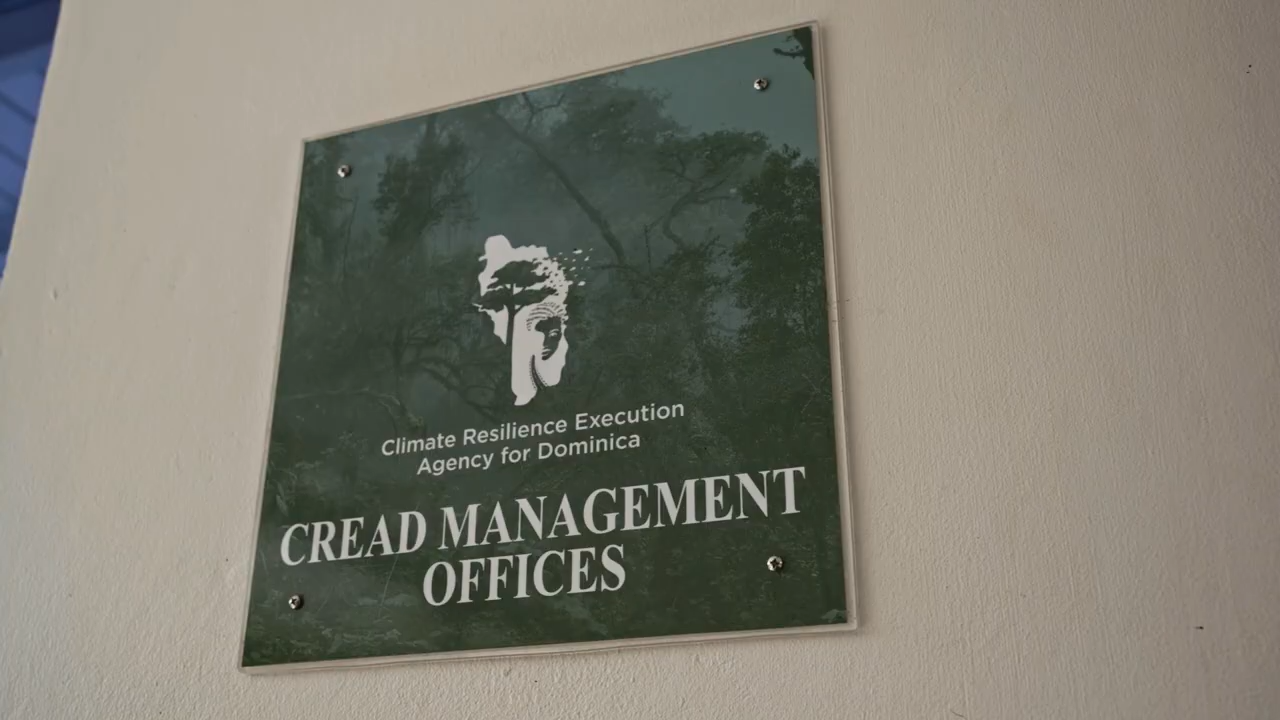 Climate Resilience Execution
Agency for Dominica
CREAD MANAGEMENT
OFFICES